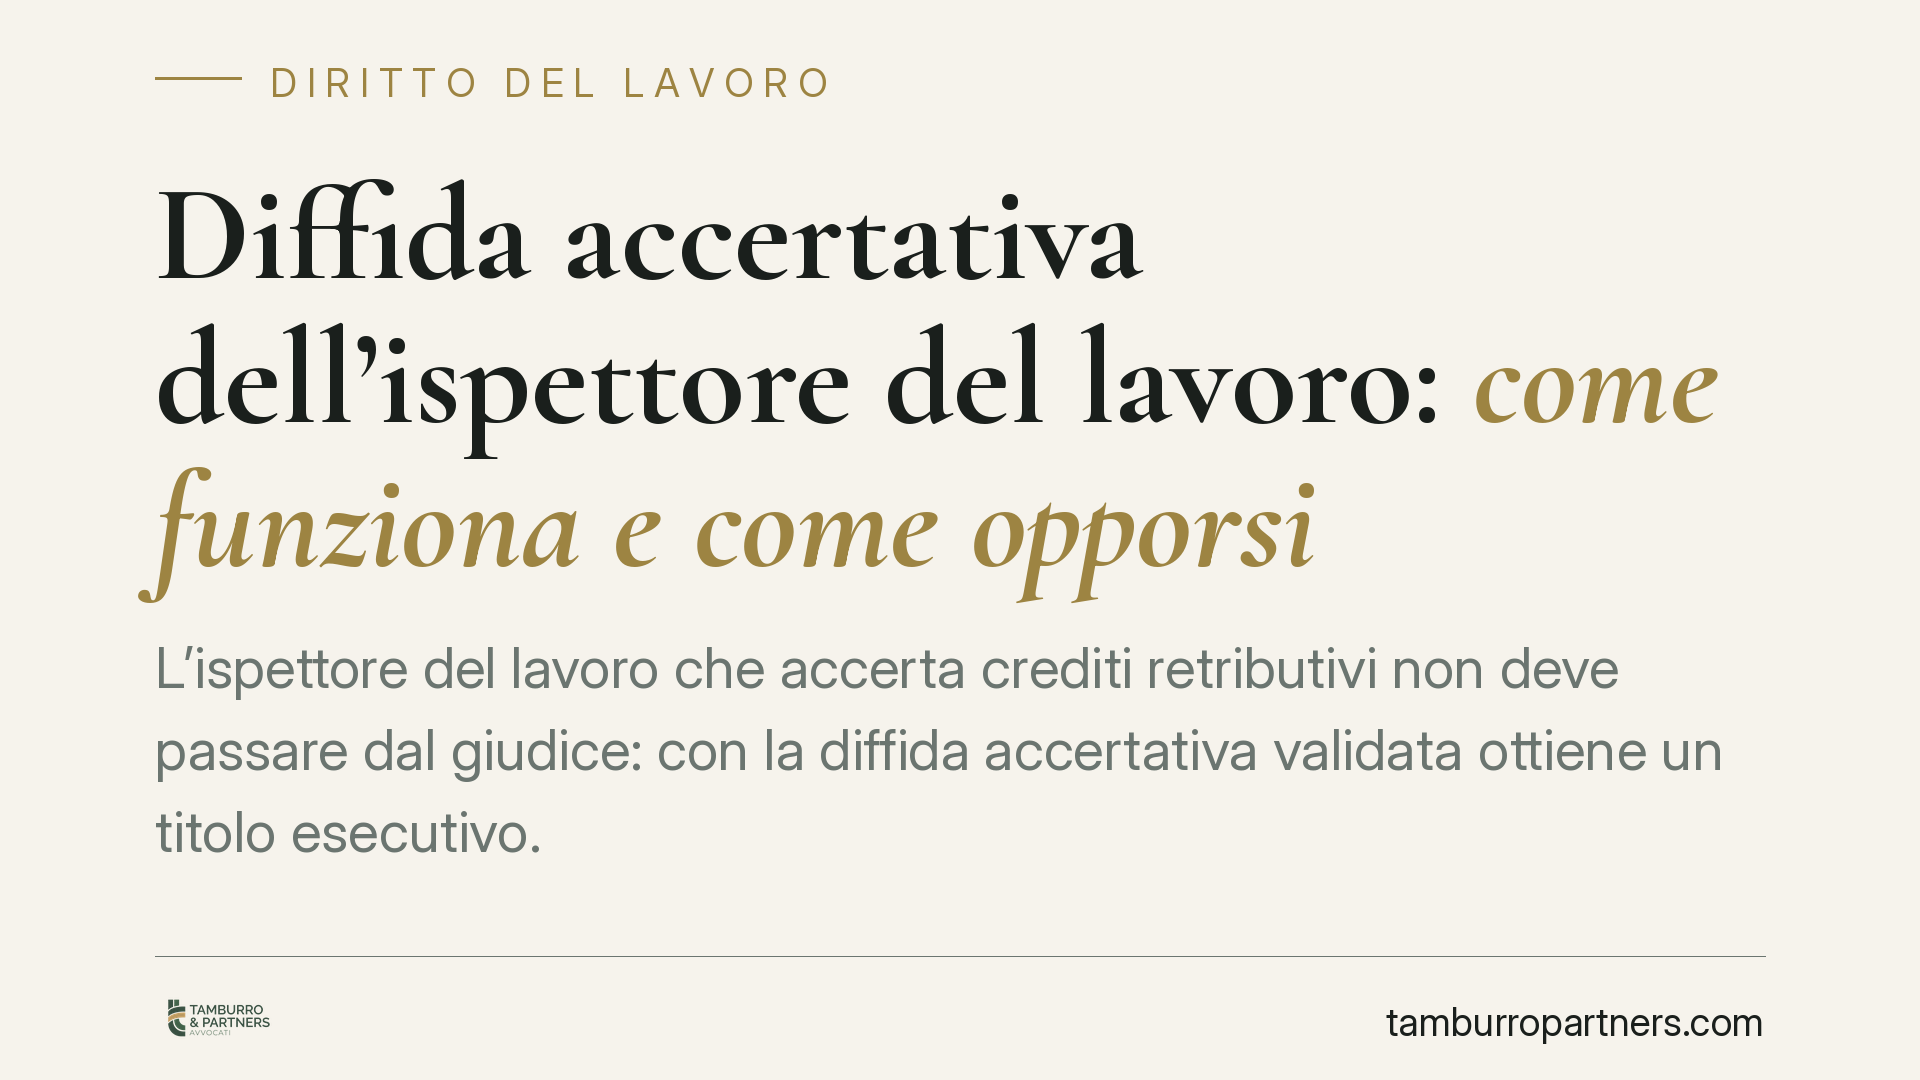 DIRITTO DEL LAVORO
Diffida accertativa
dell’ispettore del lavoro: come
funziona e come opporsi
L’ispettore del lavoro che accerta crediti retributivi non deve
passare dal giudice: con la diffida accertativa validata ottiene un
titolo esecutivo.
TAMBURRO
& PARTNERS
AVVOCATI
tamburropartners.com